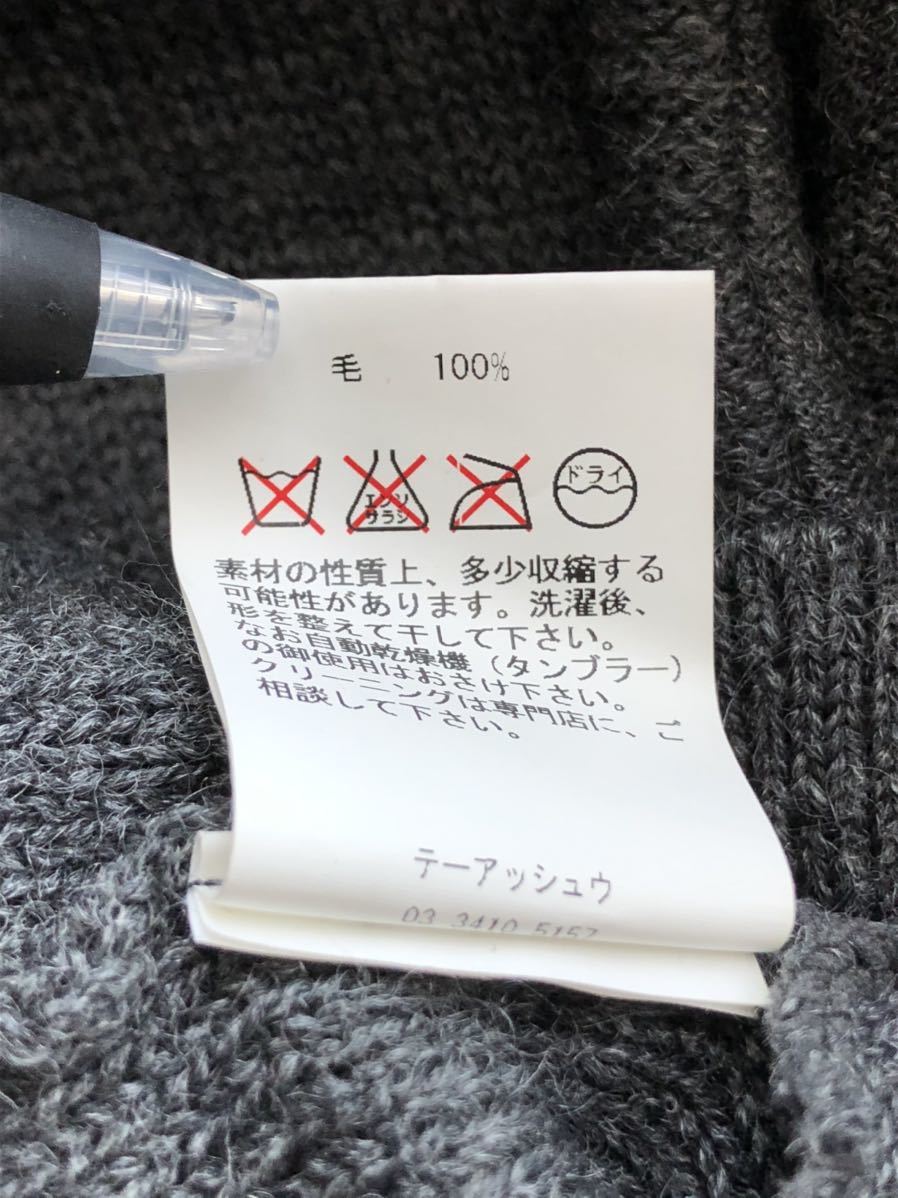 毛 100%
エンソ
サラシ
ドライ
素材の性質上、多少収縮する
可能性があります。洗濯後、
形を整えて干して下さい。
なお自動乾燥機（タンブラー）
の御使用はおさけ下さい。
クリーニングは専門店に、ご
相談して下さい。
テーアッシュウ
03 3410 5157